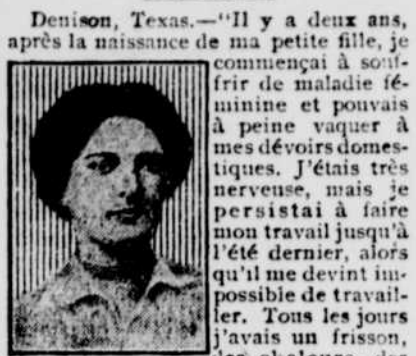 Denison, Texas.—"Il y a deux ans,
après la naissance de ma petite fille, je
commençai à souf-
frir de maladie fé-
minine et pouvais
à peine vaquer à
mes dévoirs domes-
tiques. J'étais très
nerveuse, mais je
persistai à faire
mon travail jusqu'à
l'été dernier, alors
qu'il me devint im-
possible de travail-
ler. Tous les jours
j'avais un frisson,